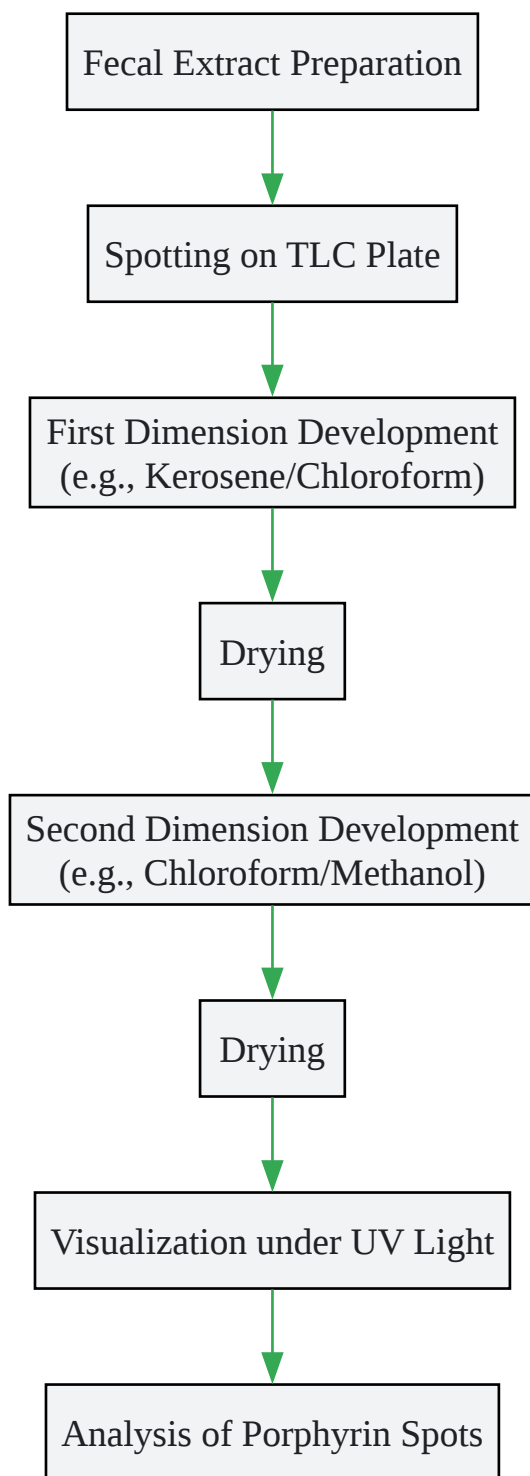 Fecal Extract Preparation
Spotting on TLC Plate
First Dimension Development
(e.g., Kerosene/Chloroform)
Drying
Second Dimension Development
(e.g., Chloroform/Methanol)
Drying
Visualization under UV Light
Analysis of Porphyrin Spots